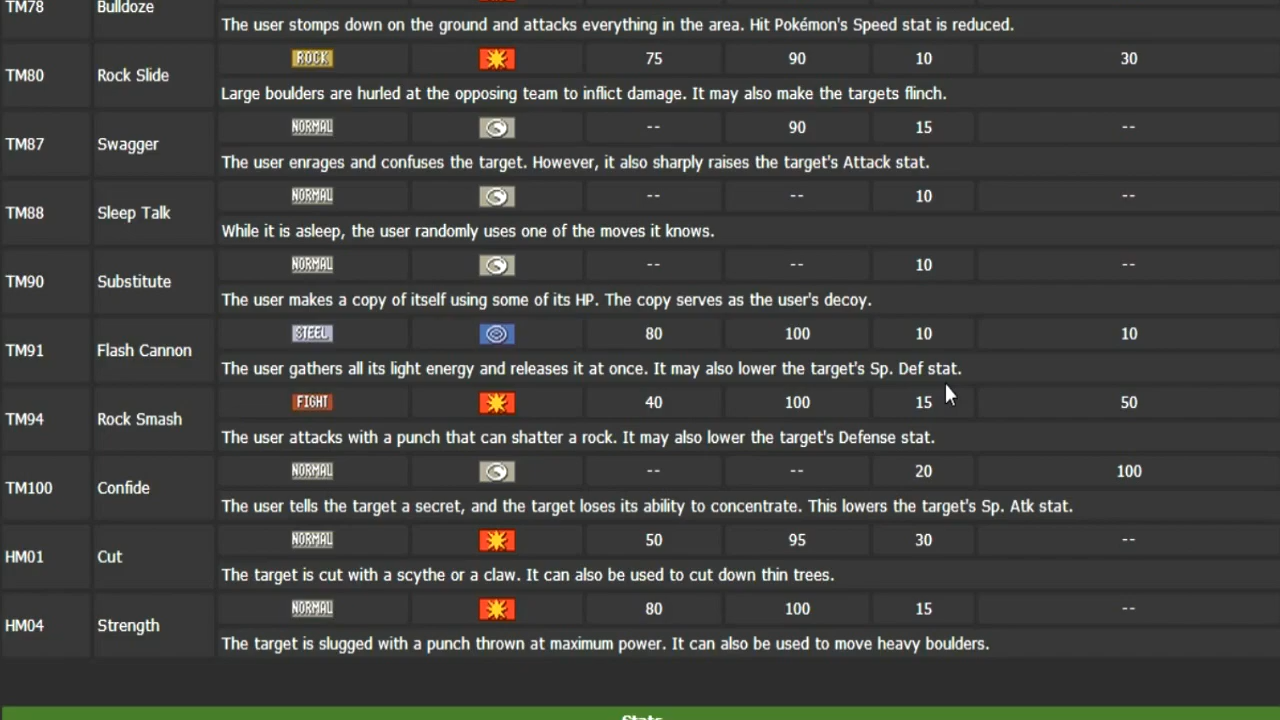 TM78 Bulldoze
The user stomps down on the ground and attacks everything in the area. Hit Pokémon's Speed stat is reduced.
TM80 Rock Slide ROCK 75 90 10 30
Large boulders are hurled at the opposing team to inflict damage. It may also make the targets flinch.
TM87 Swagger NORMAL -- 90 15 --
The user enrages and confuses the target. However, it also sharply raises the target's Attack stat.
TM88 Sleep Talk NORMAL -- -- 10
While it is asleep, the user randomly uses one of the moves it knows.
TM90 Substitute NORMAL -- -- 10 --
The user makes a copy of itself using some of its HP. The copy serves as the user's decoy.
TM91 Flash Cannon STEEL 80 100 10 10
The user gathers all its light energy and releases it at once. It may also lower the target's Sp. Def stat.
TM94 Rock Smash FIGHT 40 100 15 50
The user attacks with a punch that can shatter a rock. It may also lower the target's Defense stat.
TM100 Confide NORMAL -- -- 20 100
The user tells the target a secret, and the target loses its ability to concentrate. This lowers the target's Sp. Atk stat.
HM01 Cut NORMAL 50 95 30 --
The target is cut with a scythe or a claw. It can also be used to cut down thin trees.
HM04 Strength NORMAL 80 100 15 --
The target is slugged with a punch thrown at maximum power. It can also be used to move heavy boulders.
Stats